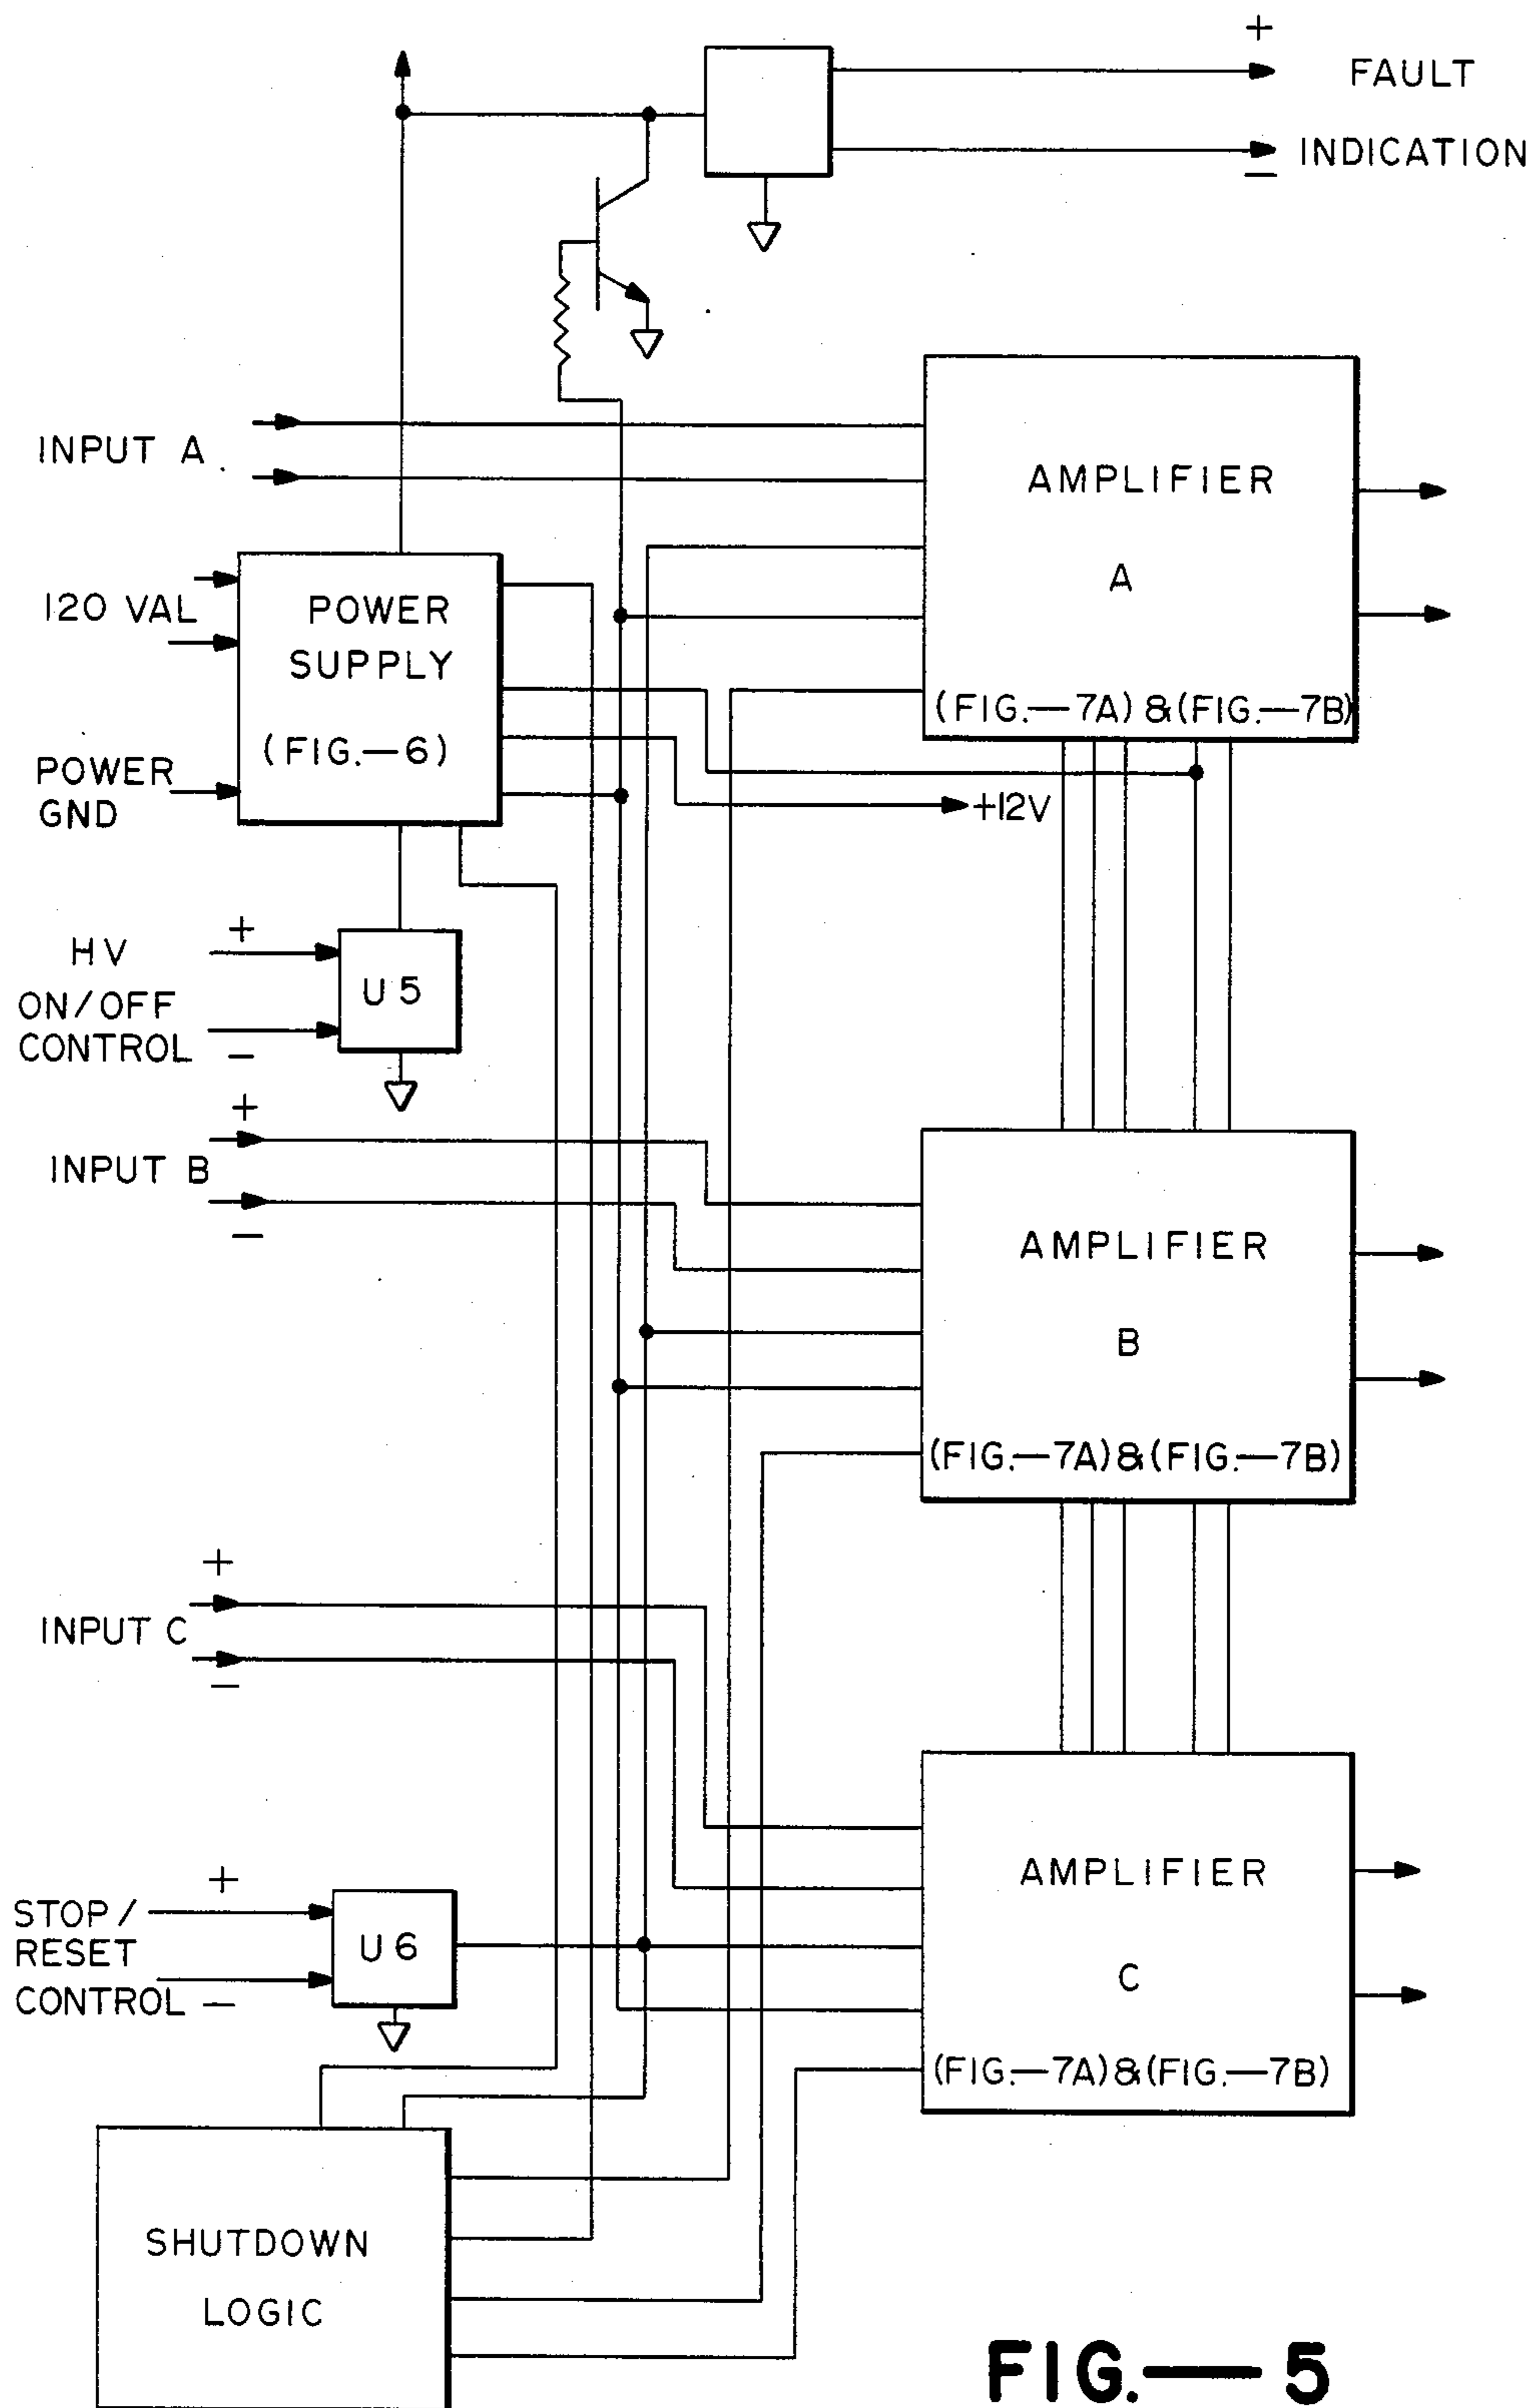 +
FAULT
INDICATION
−
INPUT A
AMPLIFIER
A
(FIG.—7A) & (FIG.—7B)
120 VAL
POWER
SUPPLY
(FIG.—6)
POWER
GND
+12V
+
HV
ON/OFF
CONTROL
−
U5
+
INPUT B
−
AMPLIFIER
B
(FIG.—7A) & (FIG.—7B)
+
INPUT C
−
AMPLIFIER
C
(FIG.—7A) & (FIG.—7B)
+
STOP/
RESET
CONTROL −
U6
SHUTDOWN
LOGIC
FIG.—5